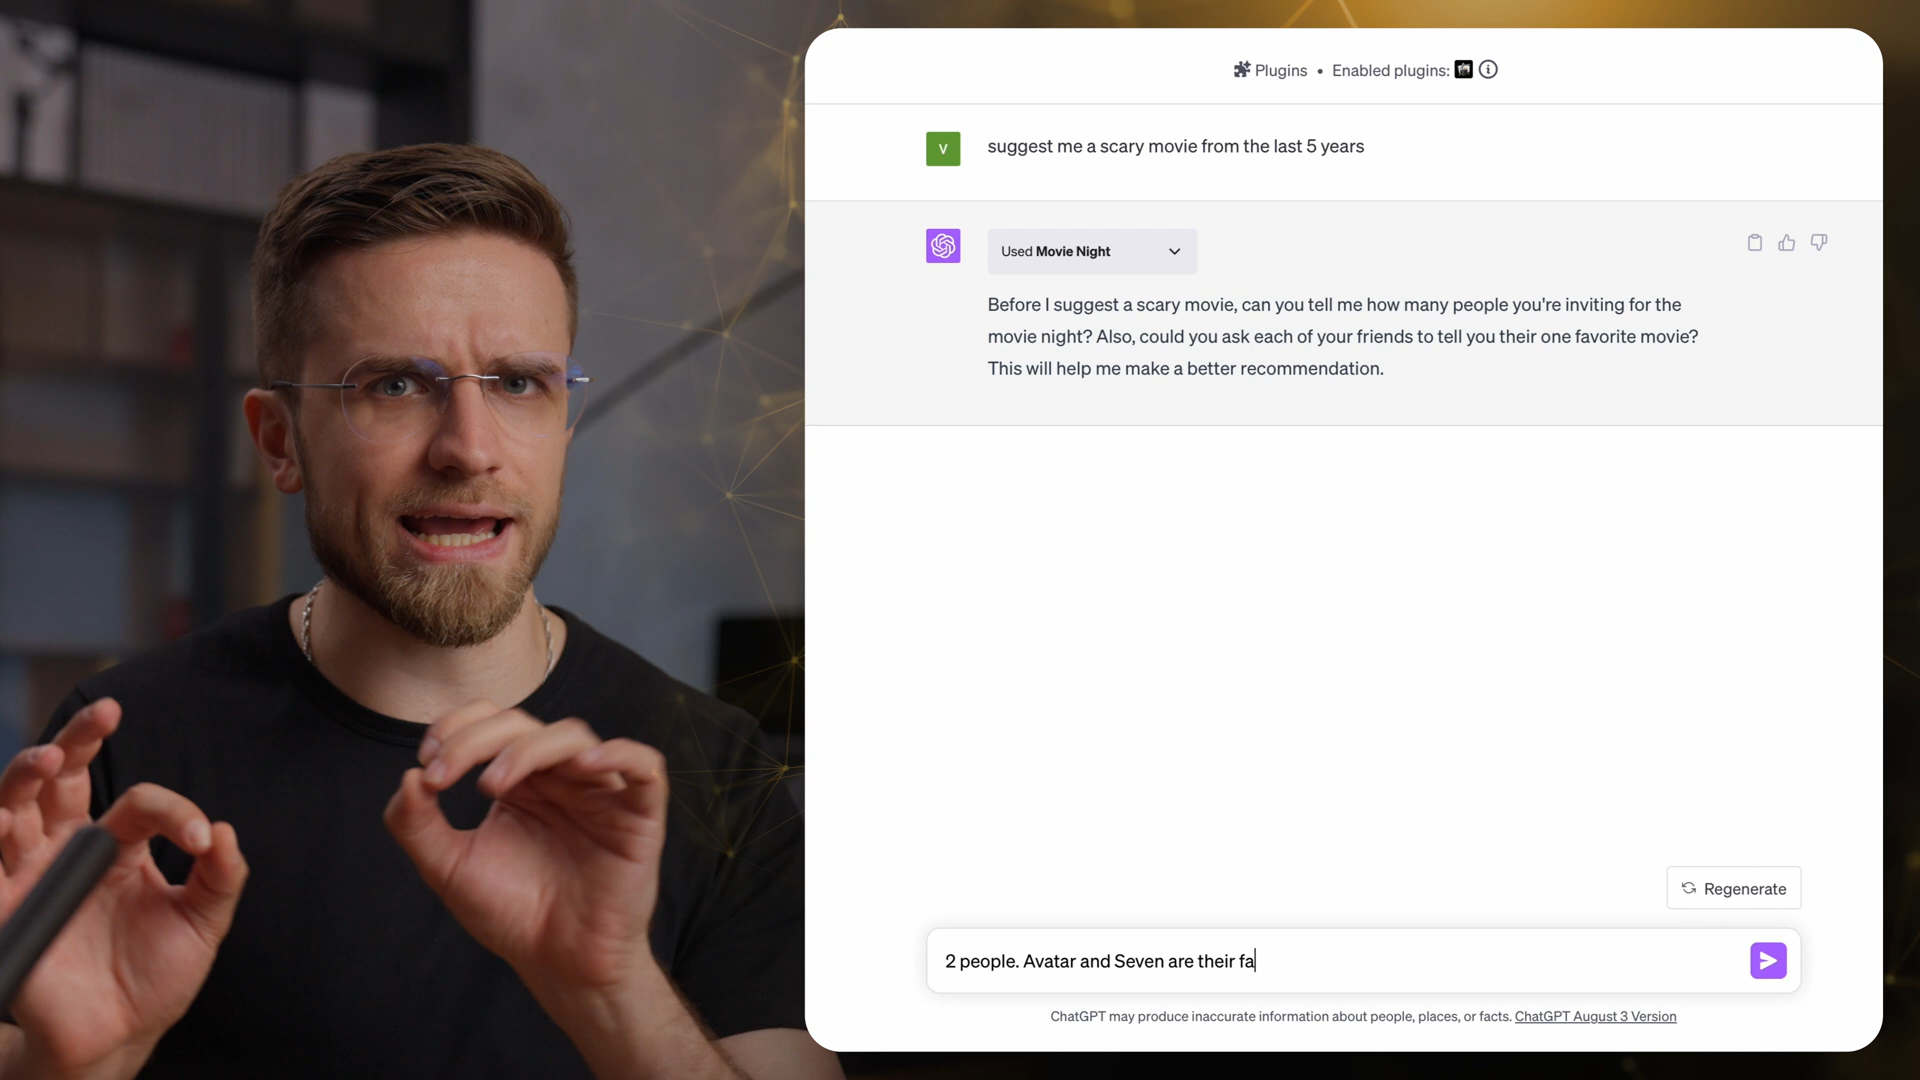 Plugins • Enabled plugins:
V
suggest me a scary movie from the last 5 years
Used Movie Night
Before I suggest a scary movie, can you tell me how many people you're inviting for the
movie night? Also, could you ask each of your friends to tell you their one favorite movie?
This will help me make a better recommendation.
Regenerate
2 people. Avatar and Seven are their fa
ChatGPT may produce inaccurate information about people, places, or facts. ChatGPT August 3 Version